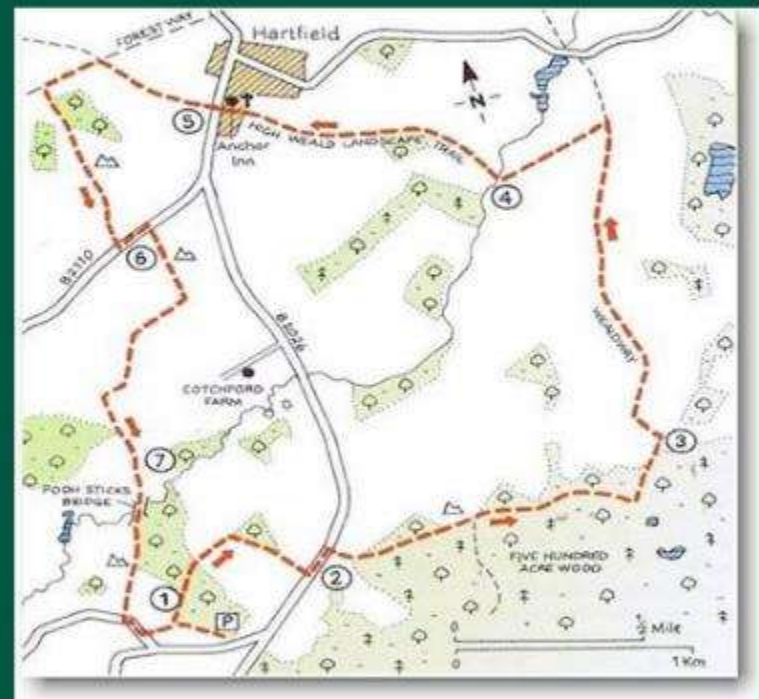 FOREST WAY
Hartfield
N
5
Anchor
Inn
HIGH WEALD LANDSCAPE TRAIL
4
6
B2110
B2026
WEALDWAY
COTCHFORD
FARM
3
7
POOH STICKS
BRIDGE
FIVE HUNDRED
ACRE WOOD
2
1
P
0
½
Mile
0
1 Km